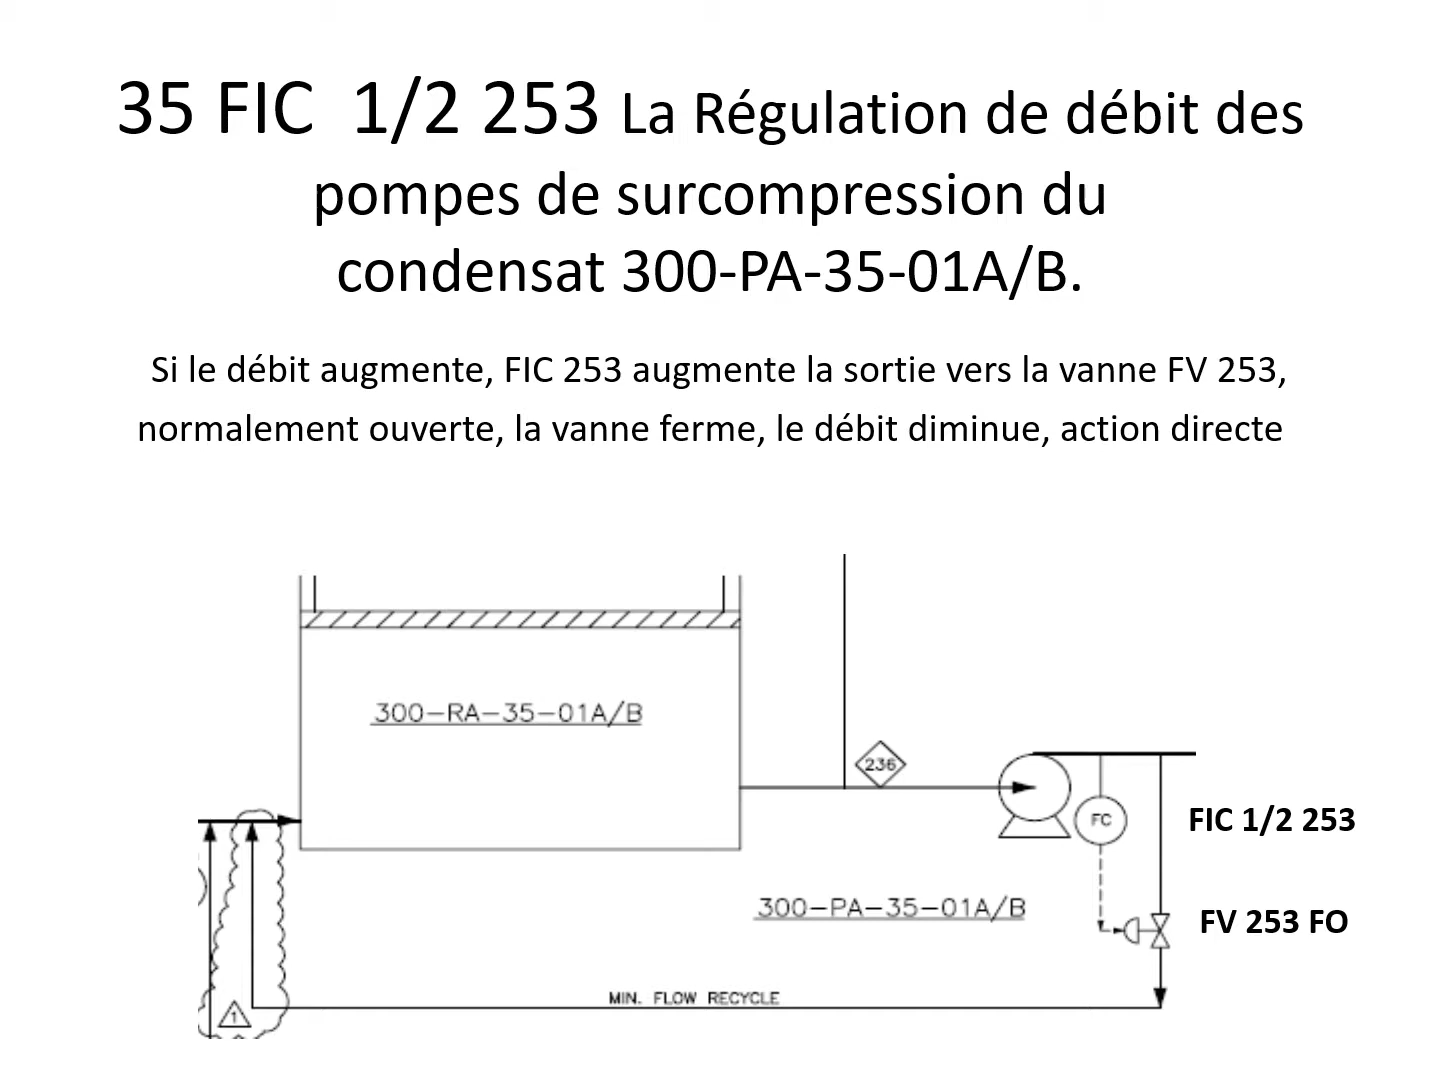 35 FIC  1/2 253 La Régulation de débit des
pompes de surcompression du
condensat 300-PA-35-01A/B.
Si le débit augmente, FIC 253 augmente la sortie vers la vanne FV 253,
normalement ouverte, la vanne ferme, le débit diminue, action directe
300-RA-35-01A/B
236
FC
FIC 1/2 253
300-PA-35-01A/B
FV 253 FO
MIN. FLOW RECYCLE
1